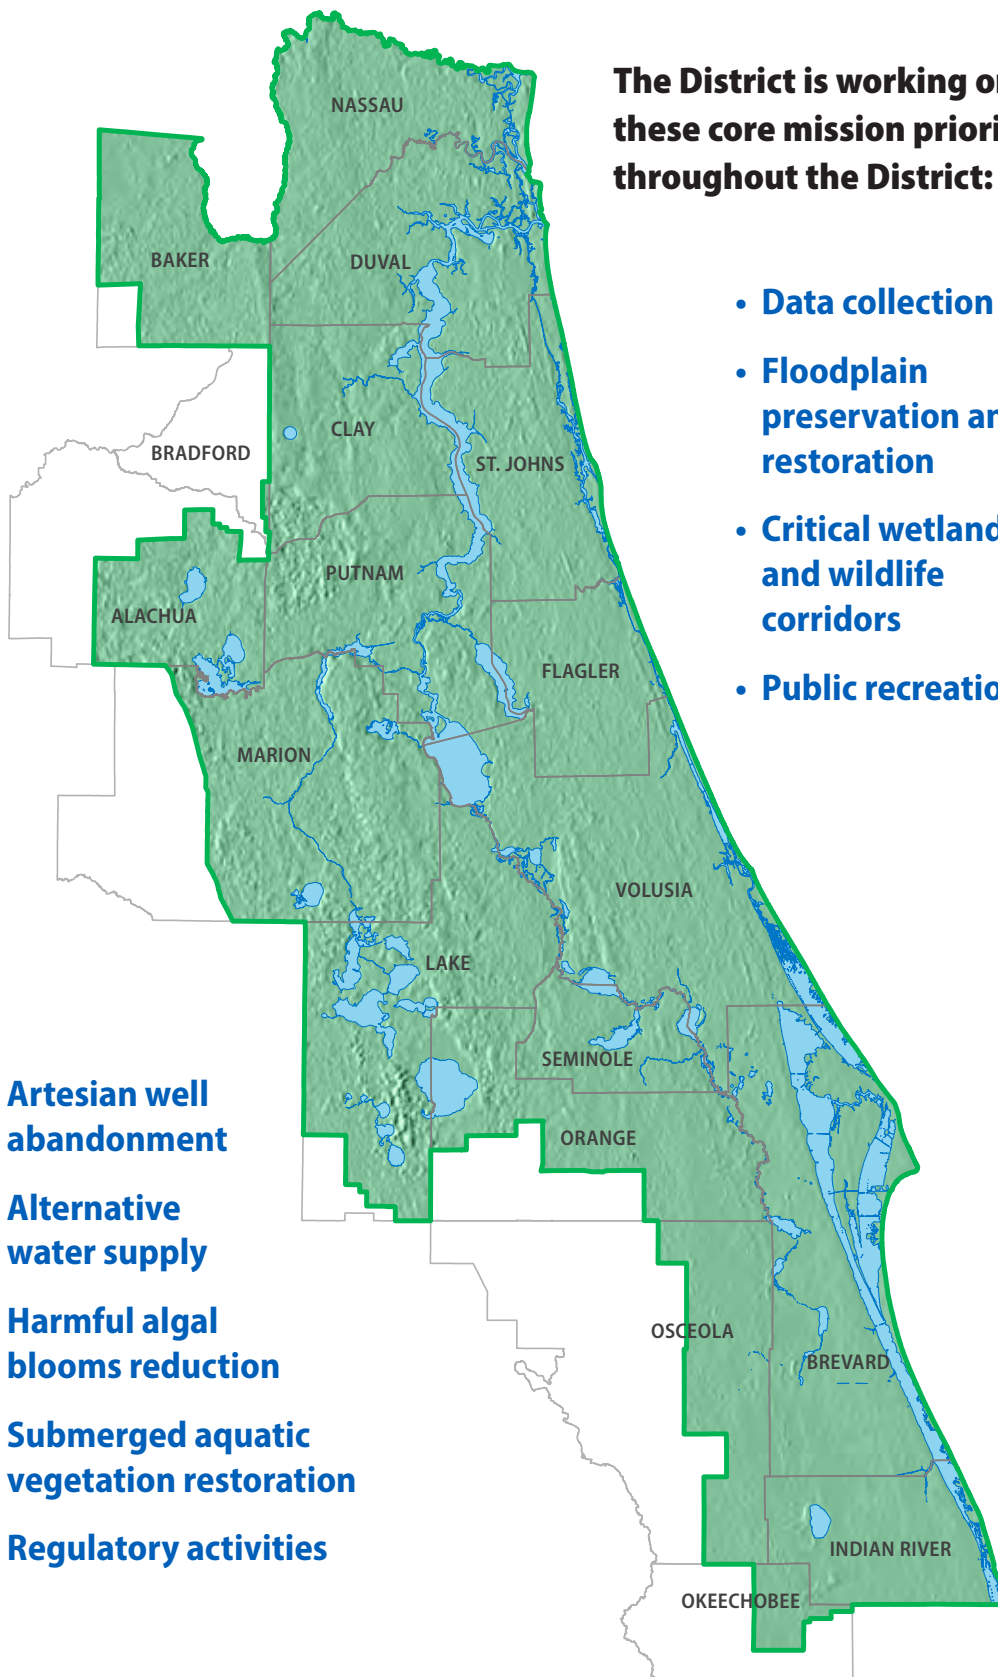 The District is working on
these core mission priori
throughout the District:
• Data collection
• Floodplain
preservation an
restoration
• Critical wetland
and wildlife
corridors
• Public recreatio
NASSAU
BAKER
DUVAL
CLAY
BRADFORD
ST. JOHNS
PUTNAM
ALACHUA
FLAGLER
MARION
VOLUSIA
LAKE
SEMINOLE
ORANGE
OSCEOLA
BREVARD
INDIAN RIVER
OKEECHOBEE
Artesian well
abandonment
Alternative
water supply
Harmful algal
blooms reduction
Submerged aquatic
vegetation restoration
Regulatory activities